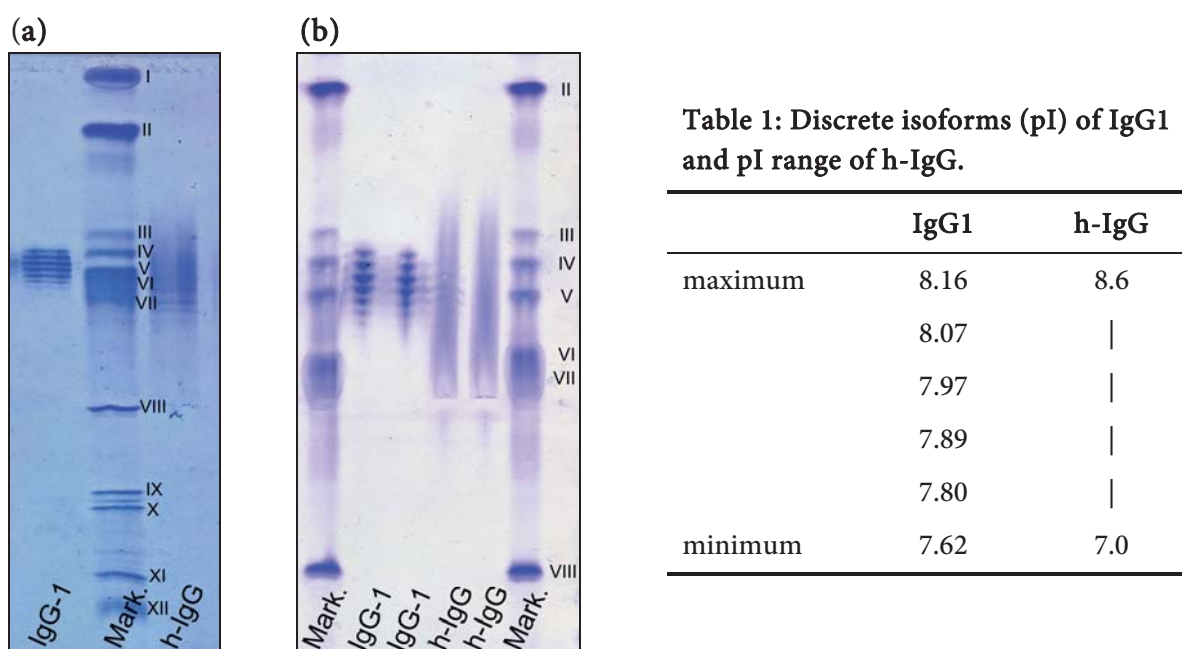 (a)
I
II
III
IV
V
VI
VII
VIII
IX
X
XI
XII
IgG-1
Mark.
h-IgG
(b)
II
III
IV
V
VI
VII
VIII
Mark.
IgG-1
IgG-1
h-IgG
h-IgG
Mark.
Table 1: Discrete isoforms (pI) of IgG1
and pI range of h-IgG.
IgG1 h-IgG
maximum 8.16 8.6
8.07 |
7.97 |
7.89 |
7.80 |
minimum 7.62 7.0